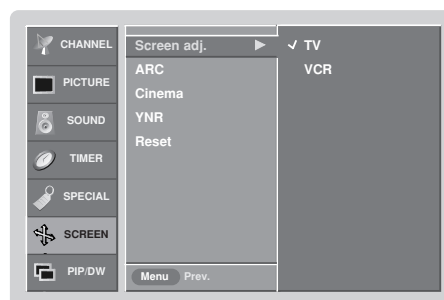 CHANNEL
PICTURE
SOUND
TIMER
SPECIAL
SCREEN
PIP/DW
Screen adj.
ARC
Cinema
YNR
Reset
Menu Prev.
TV
VCR